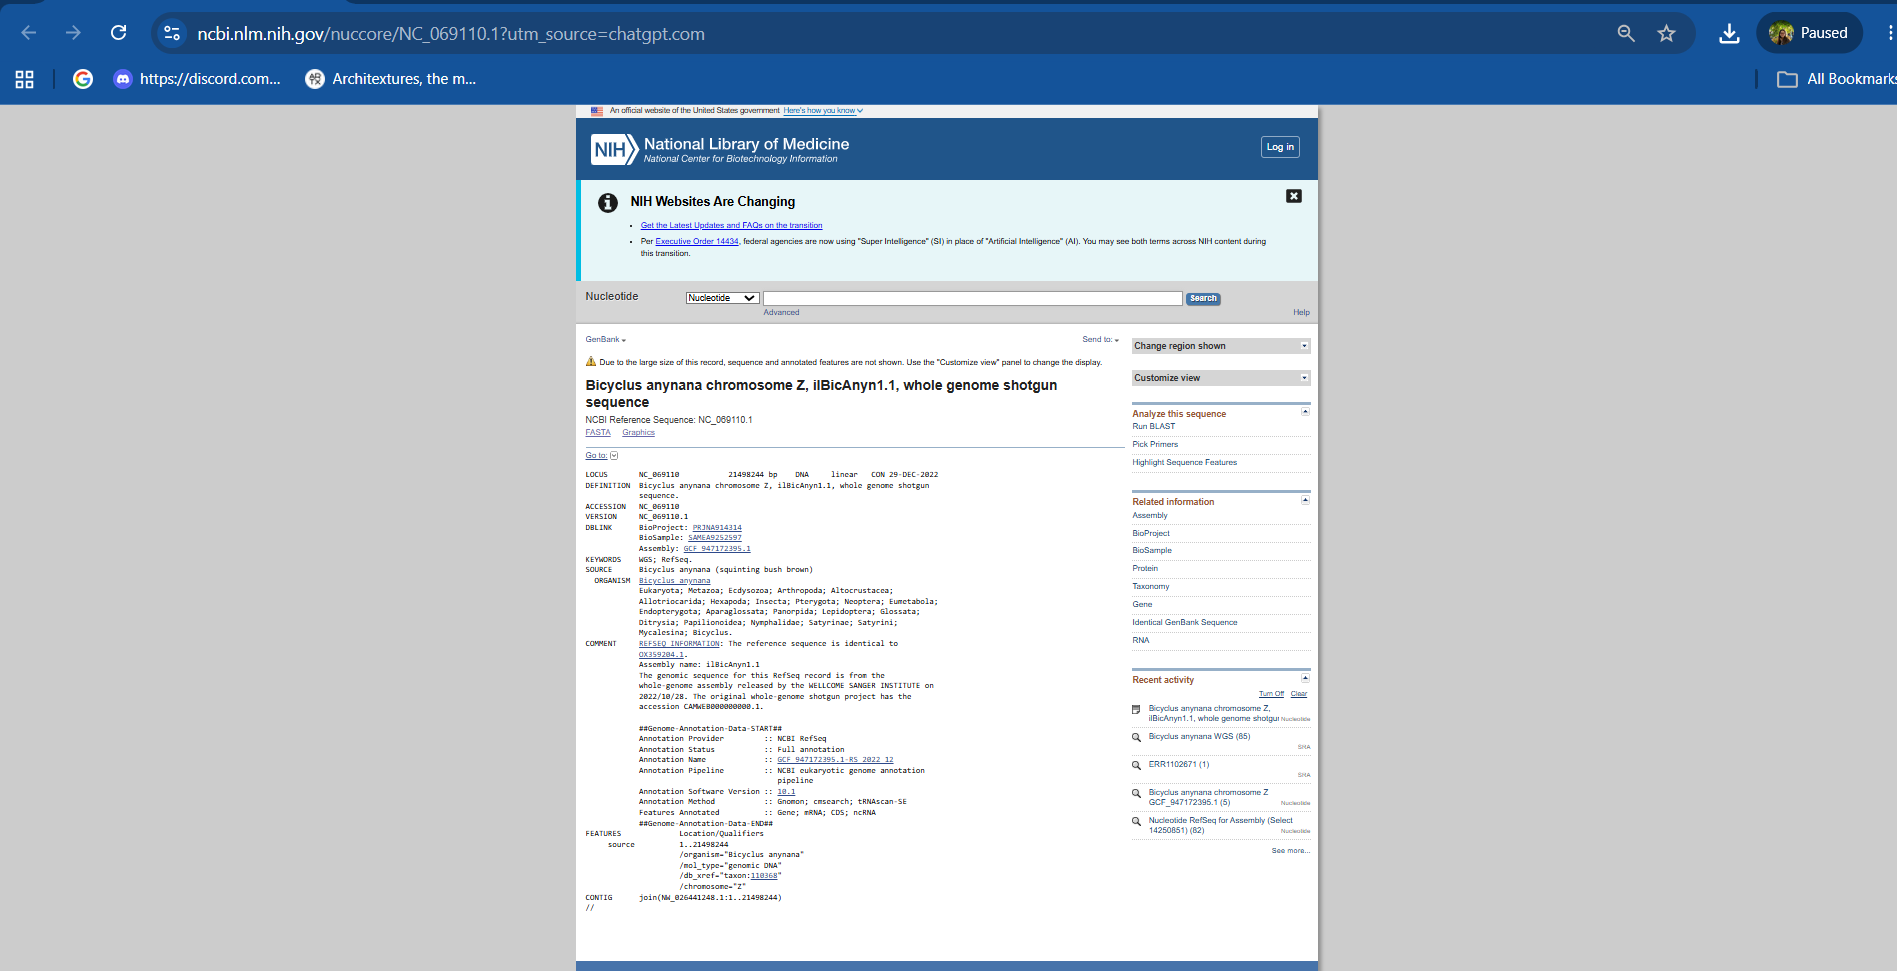 ncbi.nlm.nih.gov/nuccore/NC_069110.1?utm_source=chatgpt.com
Paused
https://discord.com...
Architextures, the m...
All Bookmarks
An official website of the United States government Here's how you know
NIH
National Library of Medicine
National Center for Biotechnology Information
Log in
NIH Websites Are Changing
Get the Latest Updates and FAQs on the transition
Per Executive Order 14434, federal agencies are now using "Super Intelligence" (SI) in place of "Artificial Intelligence" (AI). You may see both terms across NIH content during
this transition.
Nucleotide
Nucleotide
Search
Advanced
Help
GenBank
Send to:
Due to the large size of this record, sequence and annotated features are not shown. Use the "Customize view" panel to change the display.
Bicyclus anynana chromosome Z, ilBicAnyn1.1, whole genome shotgun
sequence
NCBI Reference Sequence: NC_069110.1
FASTA Graphics
Go to:
LOCUS NC_069110 21498244 bp DNA linear CON 29-DEC-2022
DEFINITION Bicyclus anynana chromosome Z, ilBicAnyn1.1, whole genome shotgun
sequence.
ACCESSION NC_069110
VERSION NC_069110.1
DBLINK BioProject: PRJNA914314
BioSample: SAMEA9252597
Assembly: GCF_947172395.1
KEYWORDS WGS; RefSeq.
SOURCE Bicyclus anynana (squinting bush brown)
ORGANISM Bicyclus anynana
Eukaryota; Metazoa; Ecdysozoa; Arthropoda; Altocrustacea;
Allotriocarida; Hexapoda; Insecta; Pterygota; Neoptera; Eumetabola;
Endopterygota; Aparaglossata; Panorpida; Lepidoptera; Glossata;
Ditrysia; Papilionoidea; Nymphalidae; Satyrinae; Satyrini;
Mycalesina; Bicyclus.
COMMENT REFSEQ INFORMATION: The reference sequence is identical to
OX359204.1.
Assembly name: ilBicAnyn1.1
The genomic sequence for this RefSeq record is from the
whole-genome assembly released by the WELLCOME SANGER INSTITUTE on
2022/10/28. The original whole-genome shotgun project has the
accession CAMWEB000000000.1.
##Genome-Annotation-Data-START##
Annotation Provider :: NCBI RefSeq
Annotation Status :: Full annotation
Annotation Name :: GCF_947172395.1-RS_2022_12
Annotation Pipeline :: NCBI eukaryotic genome annotation
pipeline
Annotation Software Version :: 10.1
Annotation Method :: Gnomon; cmsearch; tRNAscan-SE
Features Annotated :: Gene; mRNA; CDS; ncRNA
##Genome-Annotation-Data-END##
FEATURES Location/Qualifiers
source 1..21498244
/organism="Bicyclus anynana"
/mol_type="genomic DNA"
/db_xref="taxon:110368"
/chromosome="Z"
CONTIG join(NW_026441248.1:1..21498244)
//
Change region shown
Customize view
Analyze this sequence
Run BLAST
Pick Primers
Highlight Sequence Features
Related information
Assembly
BioProject
BioSample
Protein
Taxonomy
Gene
Identical GenBank Sequence
RNA
Recent activity
Turn Off Clear
Bicyclus anynana chromosome Z,
ilBicAnyn1.1, whole genome shotgun Nucleotide
Bicyclus anynana WGS (85)
SRA
ERR1102671 (1)
SRA
Bicyclus anynana chromosome Z
GCF_947172395.1 (5) Nucleotide
Nucleotide RefSeq for Assembly (Select
14250851) (82) Nucleotide
See more...